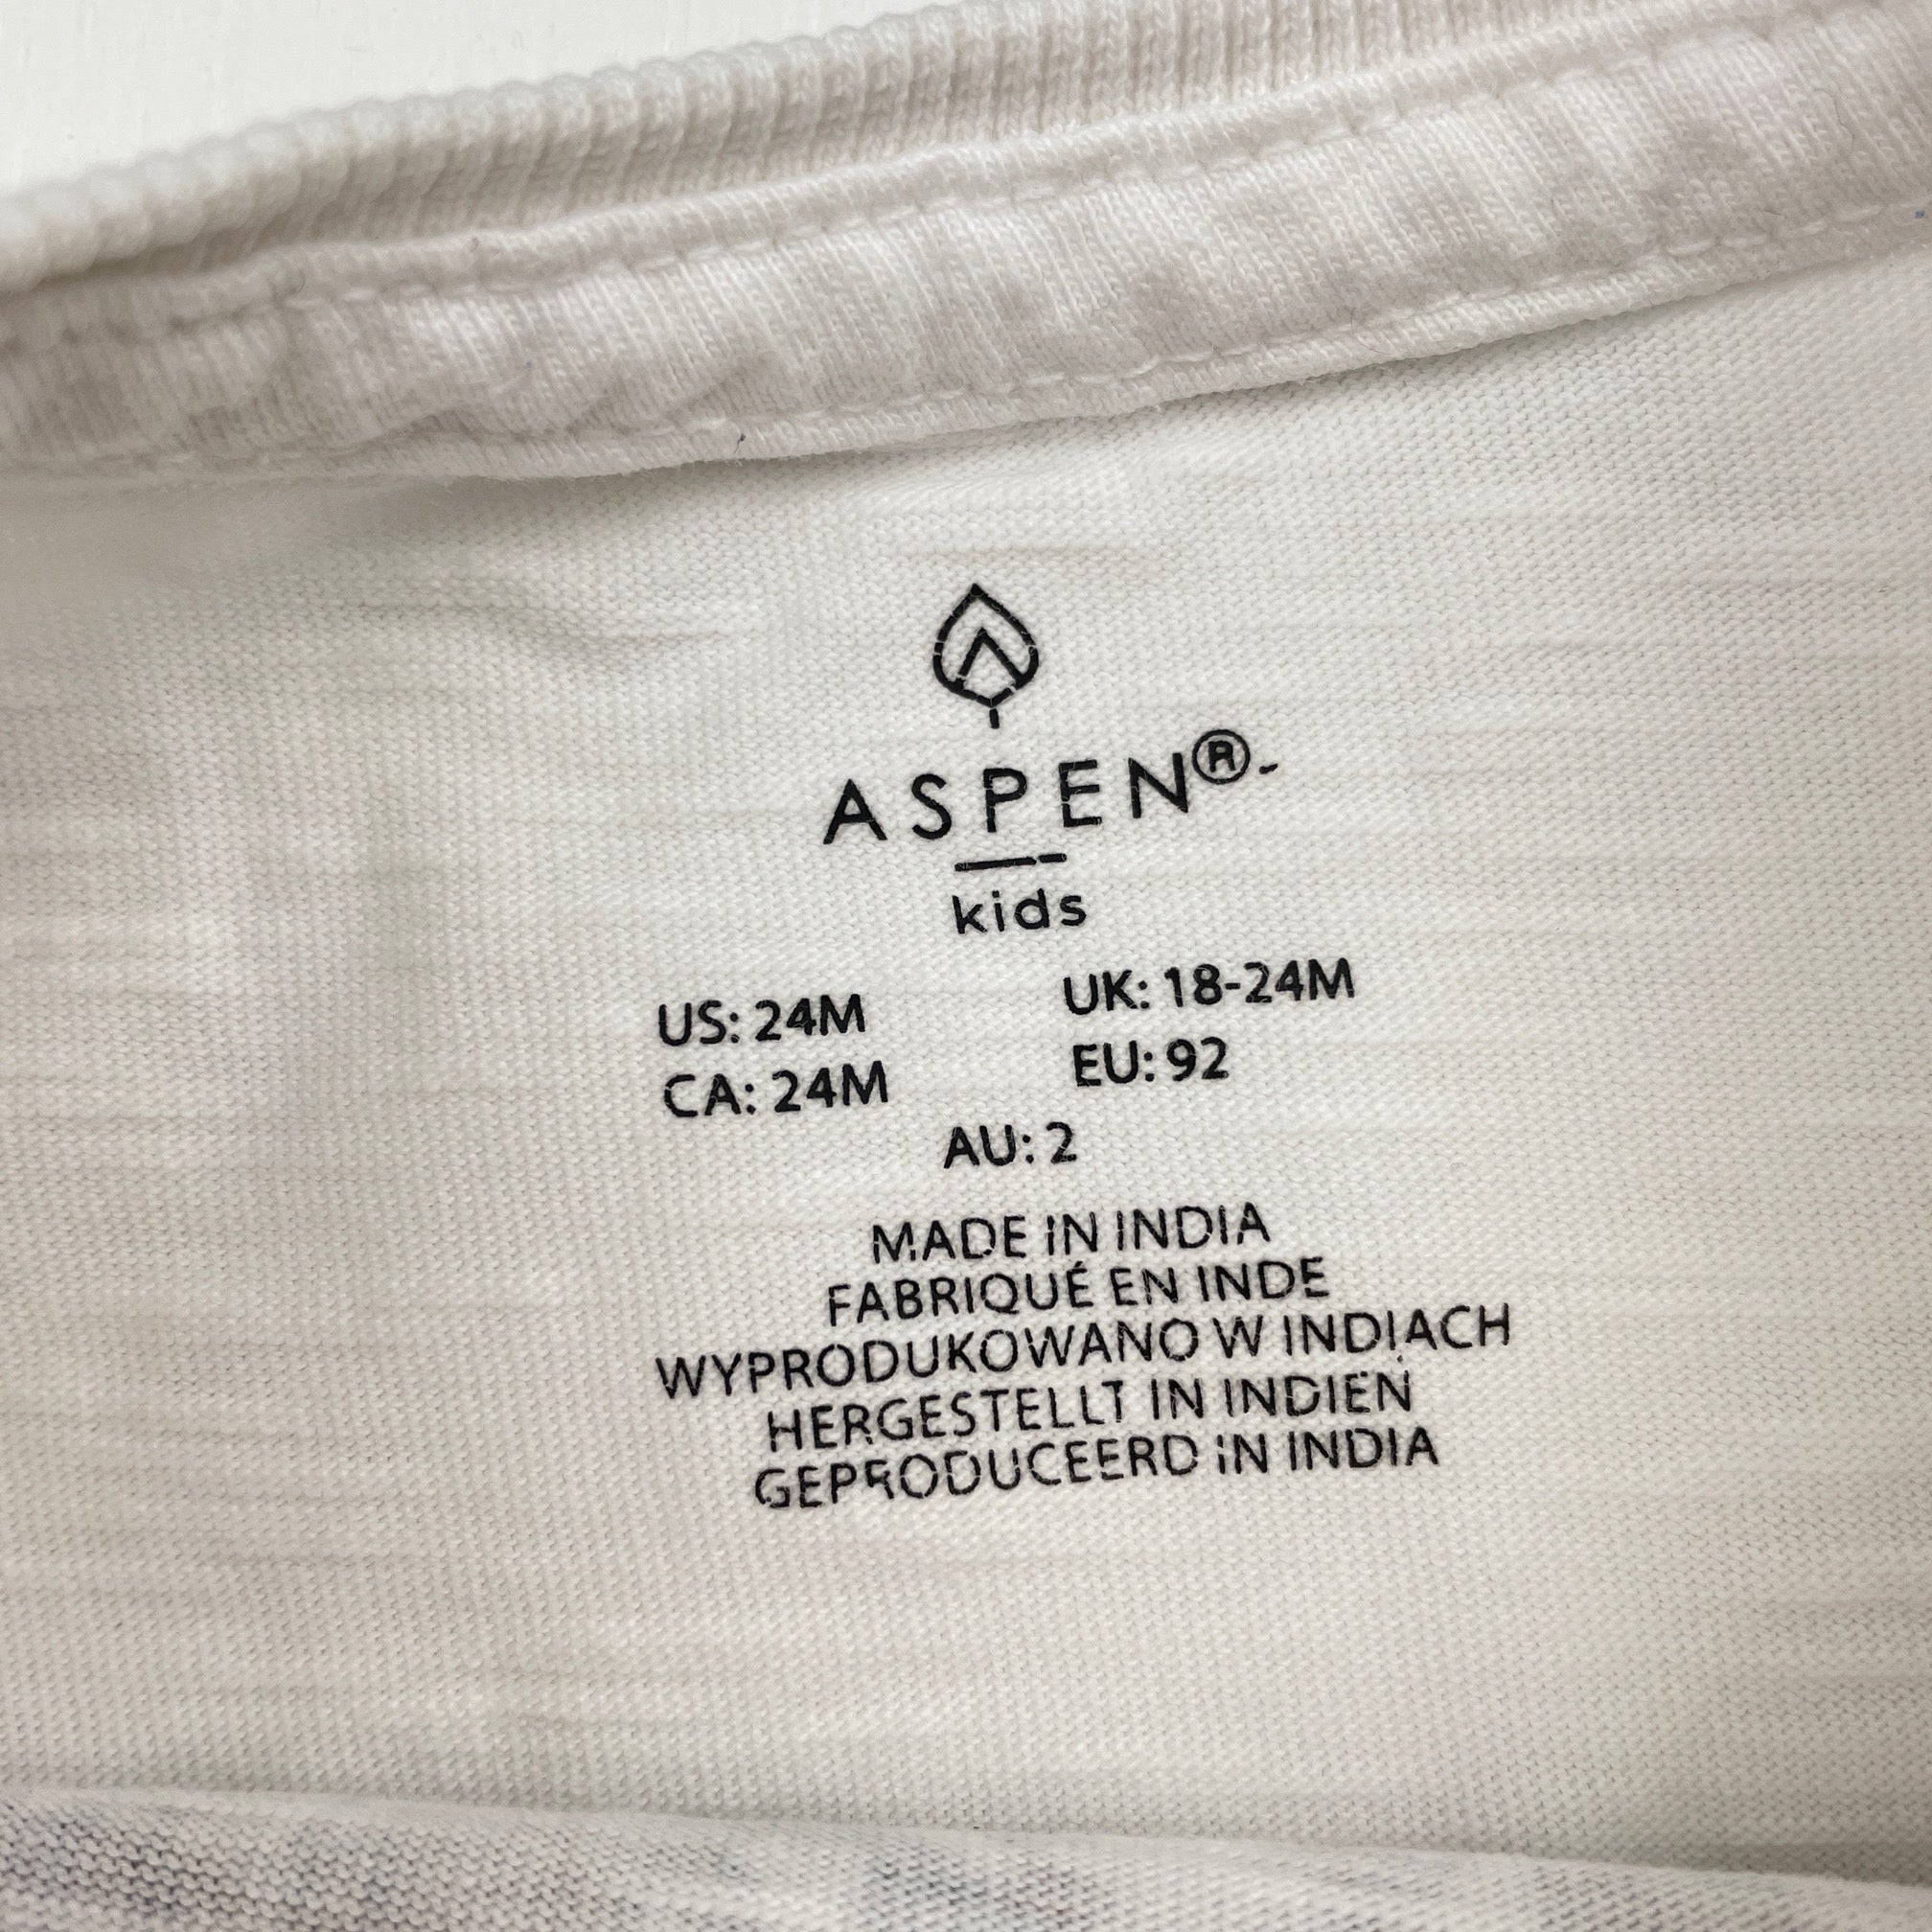 ASPEN®
kids
US: 24M UK: 18-24M
CA: 24M EU: 92
AU: 2
MADE IN INDIA
FABRIQUÉ EN INDE
WYPRODUKOWANO W INDIACH
HERGESTELLT IN INDIEN
GEPRODUCEERD IN INDIA